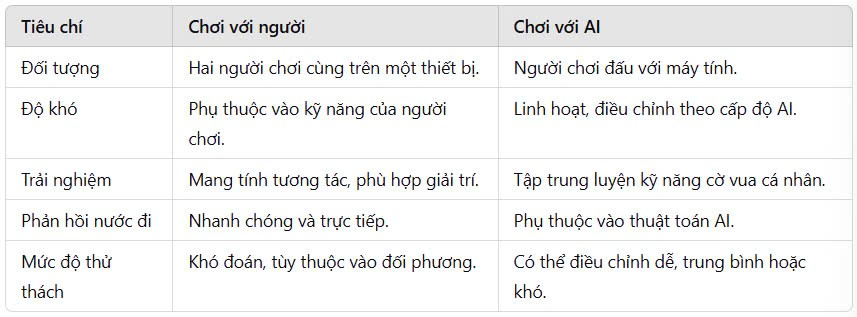 Tiêu chí Chơi với người Chơi với AI
Đối tượng Hai người chơi cùng trên một thiết bị. Người chơi đấu với máy tính.
Độ khó Phụ thuộc vào kỹ năng của người Linh hoạt, điều chỉnh theo cấp độ AI.
chơi.
Trải nghiệm Mang tính tương tác, phù hợp giải trí. Tập trung luyện kỹ năng cờ vua cá nhân.
Phản hồi nước đi Nhanh chóng và trực tiếp. Phụ thuộc vào thuật toán AI.
Mức độ thử Khó đoán, tùy thuộc vào đối phương. Có thể điều chỉnh dễ, trung bình hoặc
thách khó.